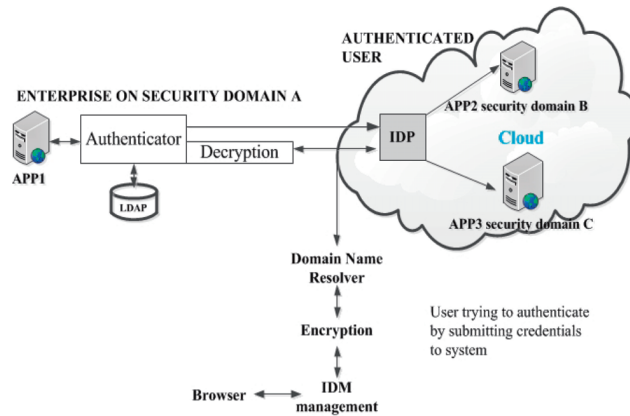 AUTHENTICATED
USER
APP2 security domain B
ENTERPRISE ON SECURITY DOMAIN A
Authenticator
IDP
Cloud
Decryption
APP1
LDAP
APP3 security domain C
Domain Name
Resolver
Encryption
User trying to authenticate
by submitting credentials
to system
Browser
IDM
management